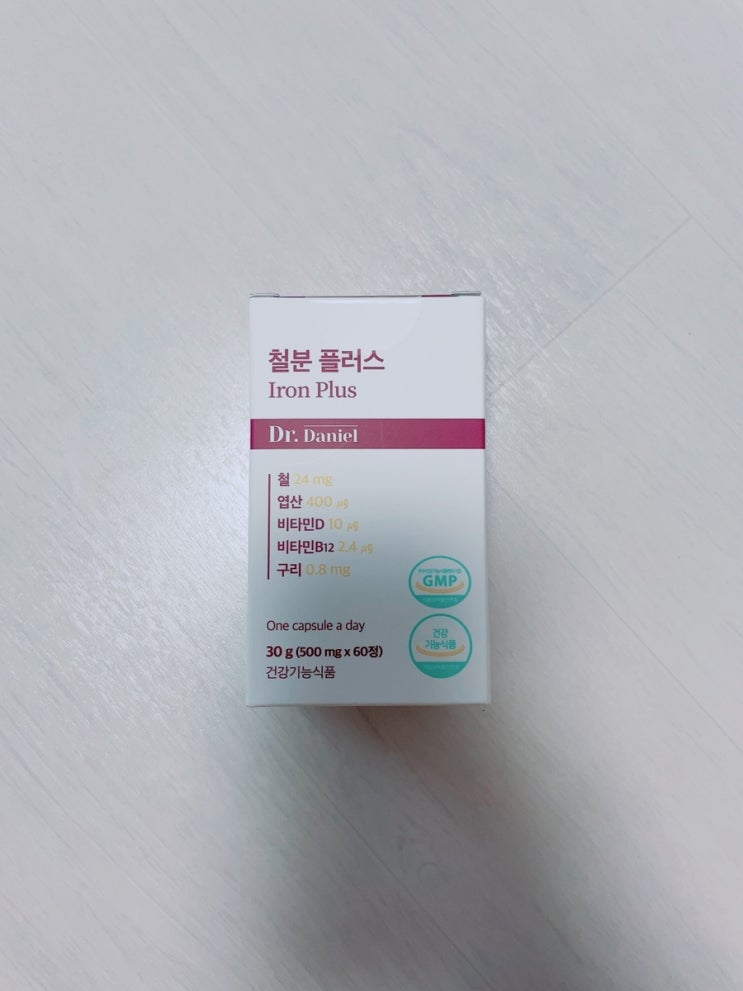 철분 플러스
Iron Plus
Dr. Daniel
철 24 mg
엽산 400 μg
비타민D 10 μg
비타민B12 2.4 μg
구리 0.8 mg
GMP
One capsule a day
30 g (500 mg x 60정)
건강기능식품
건강
기능식품